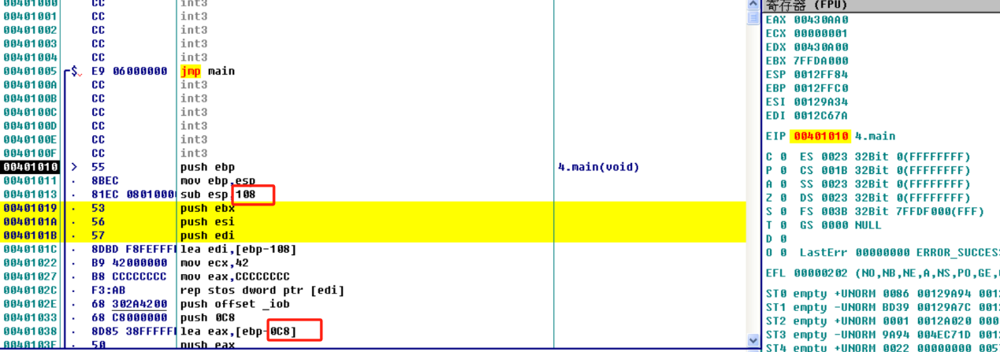 00401000 CC int3
00401001 CC int3
00401002 CC int3
00401003 CC int3
00401004 CC int3
00401005 $ E9 06000000 jmp main
0040100A CC int3
0040100B CC int3
0040100C CC int3
0040100D CC int3
0040100E CC int3
0040100F CC int3
00401010 > 55 push ebp 4.main(void)
00401011 . 8BEC mov ebp,esp
00401013 . 81EC 0801000 sub esp,108
00401019 . 53 push ebx
0040101A . 56 push esi
0040101B . 57 push edi
0040101C . 8DBD F8FEFFF lea edi,[ebp-108]
00401022 . B9 42000000 mov ecx,42
00401027 . B8 CCCCCCCC mov eax,CCCCCCCC
0040102C . F3:AB rep stos dword ptr [edi]
0040102E . 68 302A4200 push offset _iob
00401033 . 68 C8000000 push 0C8
00401038 . 8D85 38FFFFF lea eax,[ebp-0C8]
0040103E . 50 push eax
寄存器 (FPU)
EAX 00430AA0
ECX 00000001
EDX 00430A00
EBX 7FFDA000
ESP 0012FF84
EBP 0012FFC0
ESI 00129A34
EDI 0012C67A
EIP 00401010 4.main
C 0 ES 0023 32Bit 0(FFFFFFFF)
P 0 CS 001B 32Bit 0(FFFFFFFF)
A 0 SS 0023 32Bit 0(FFFFFFFF)
Z 0 DS 0023 32Bit 0(FFFFFFFF)
S 0 FS 003B 32Bit 7FFDF000(FFF)
T 0 GS 0000 NULL
D 0
O 0 LastErr 00000000 ERROR_SUCCES
EFL 00000202 (NO,NB,NE,A,NS,PO,GE,
ST0 empty +UNORM 0086 00129A94 001
ST1 empty -UNORM BD39 00129A7C 001
ST2 empty +UNORM 0001 0012A020 000
ST3 empty -UNORM 9A94 004EC71D 001
ST4 empty +UNORM 0022 00000000 005